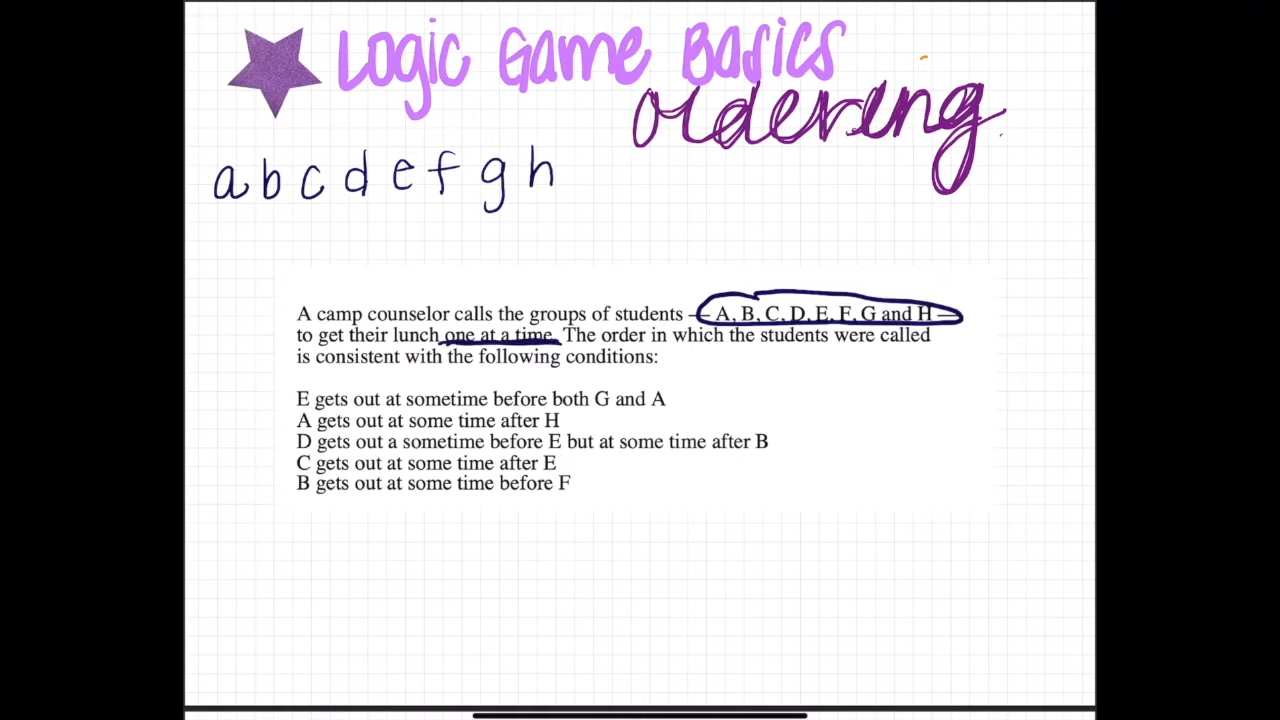 Logic Game Basics
Ordering
a b c d e f g h
A camp counselor calls the groups of students — A, B, C, D, E, F, G and H —
to get their lunch one at a time. The order in which the students were called
is consistent with the following conditions:
E gets out at sometime before both G and A
A gets out at some time after H
D gets out a sometime before E but at some time after B
C gets out at some time after E
B gets out at some time before F